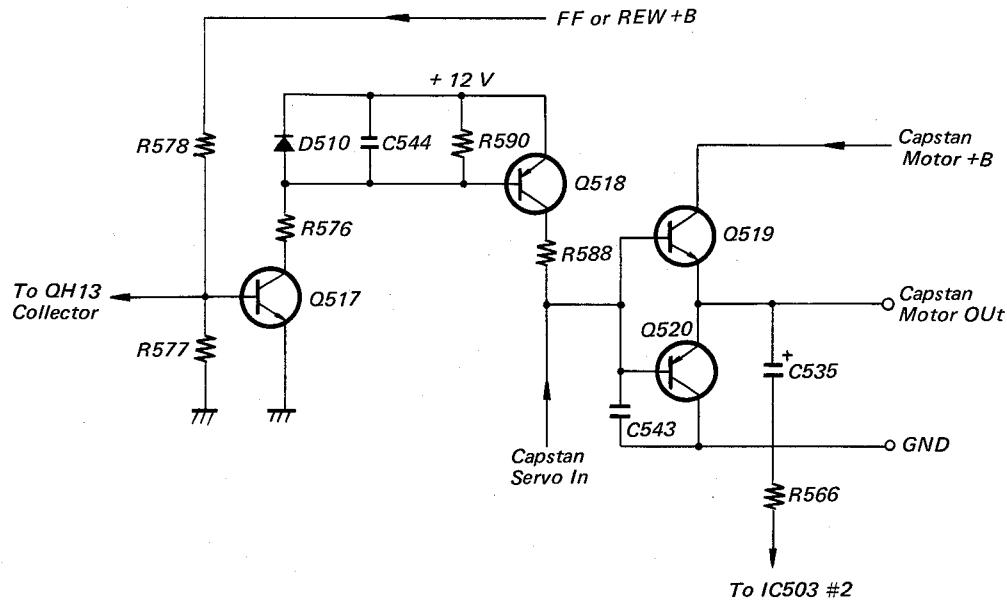 FF or REW +B
+ 12 V
R578
D510
C544
R590
Q518
Capstan
Motor +B
R576
R588
Q519
To QH13
Collector
Q517
Capstan
Motor OUt
R577
Q520
+
C535
C543
GND
Capstan
Servo In
R566
To IC503 #2